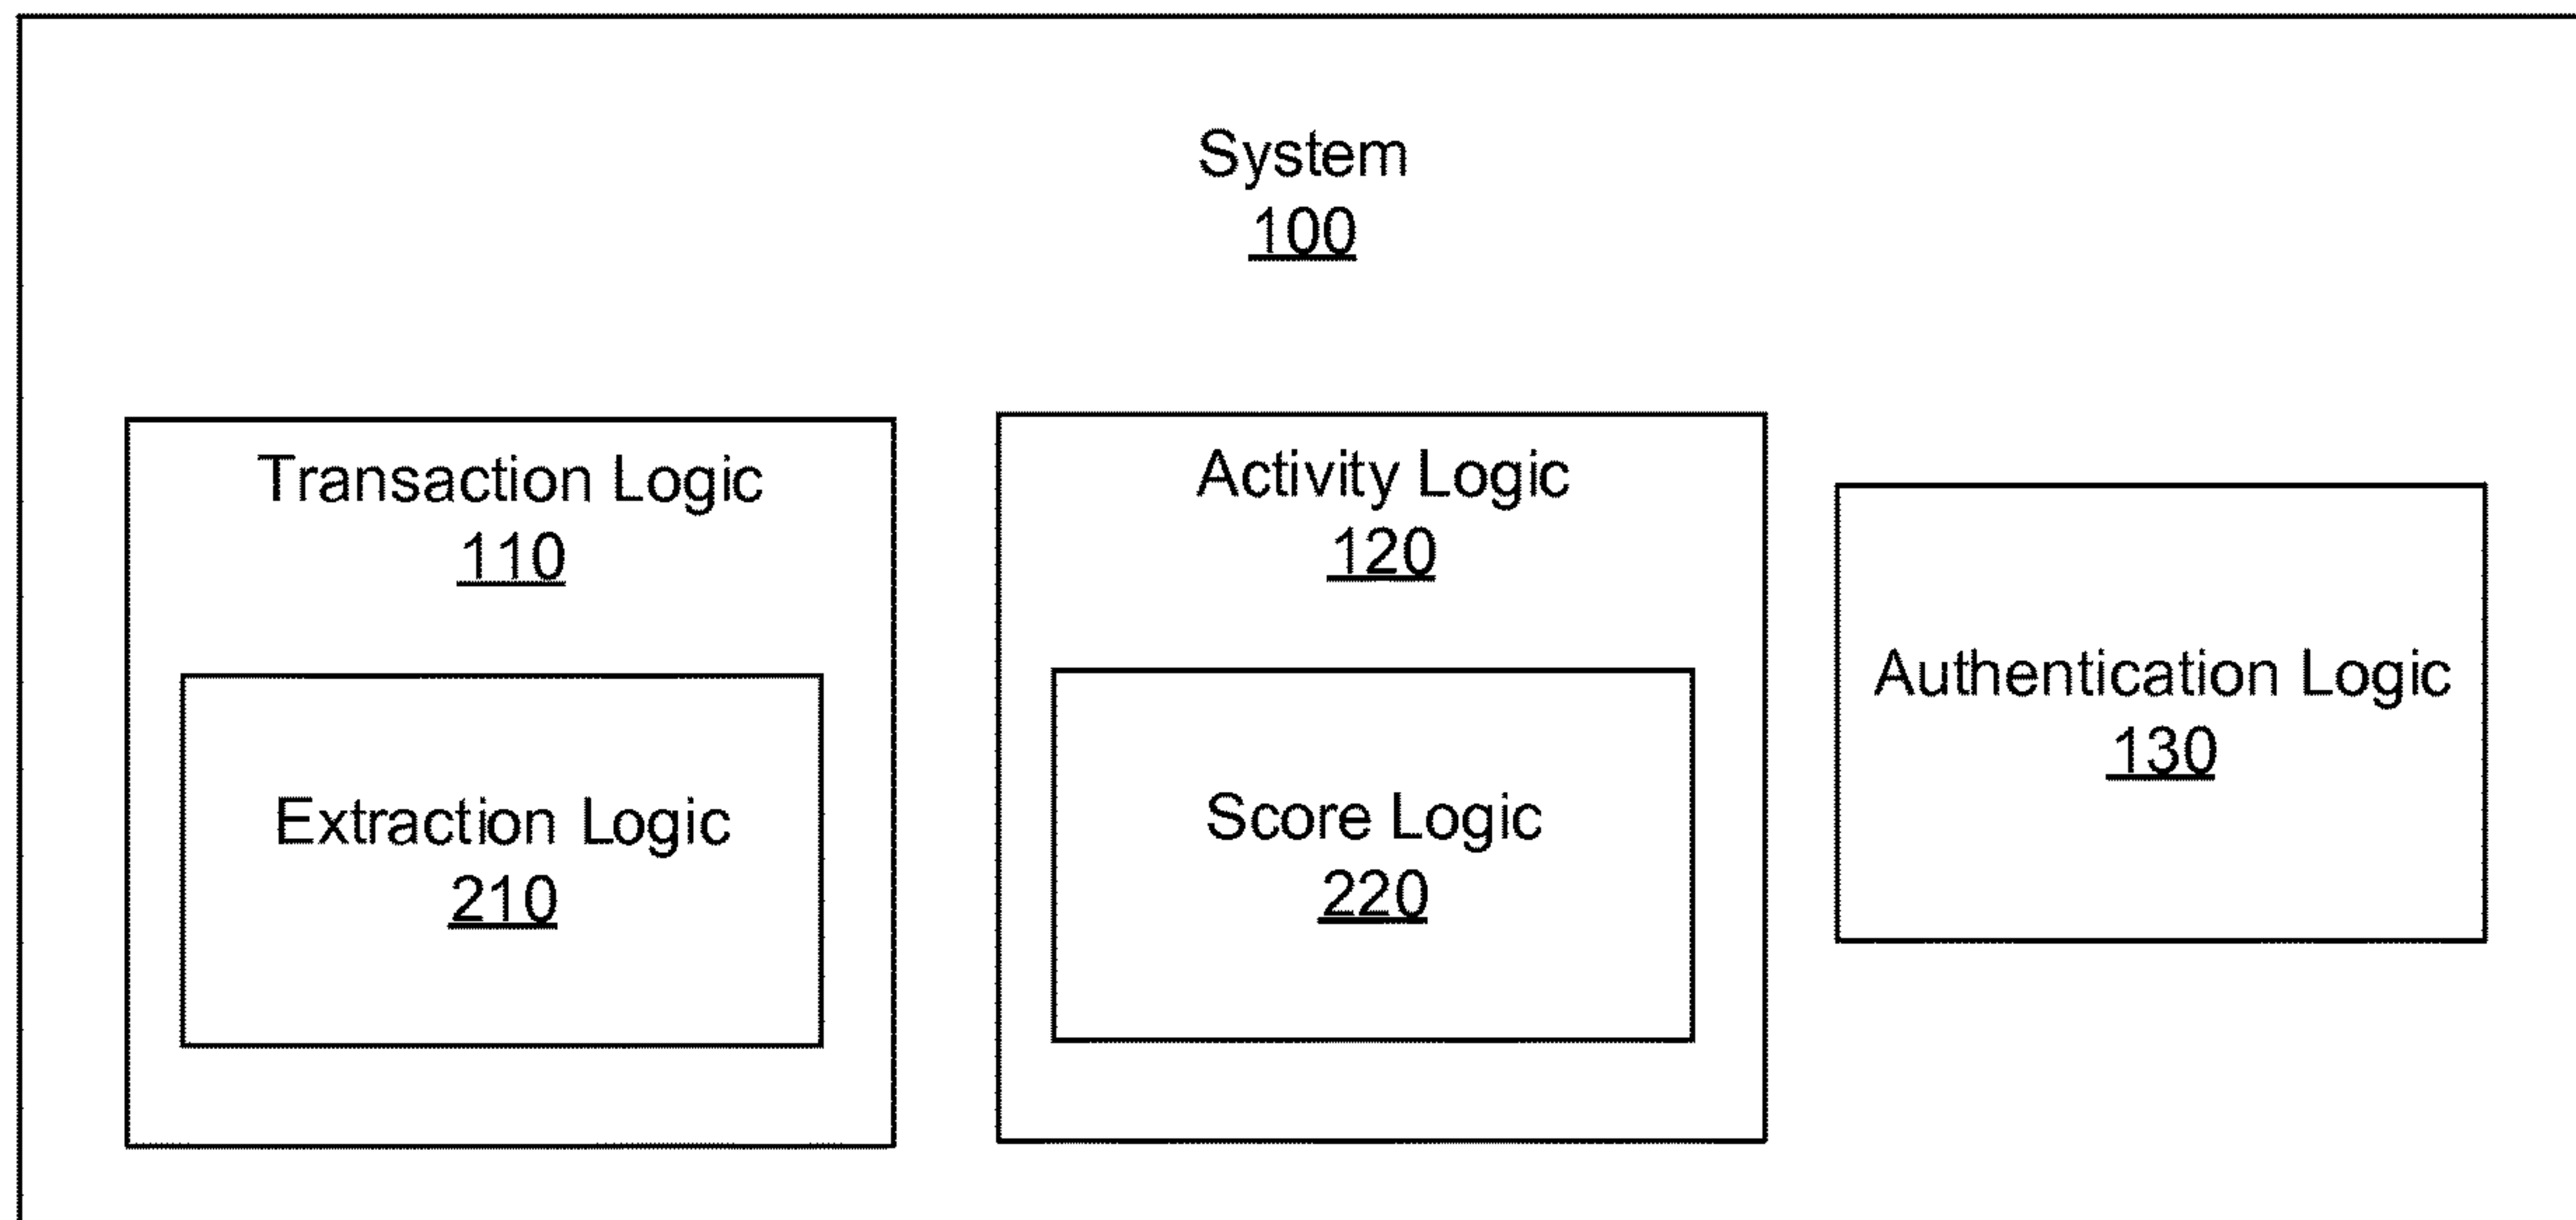 System
100
Transaction Logic
110
Extraction Logic
210
Activity Logic
120
Score Logic
220
Authentication Logic
130